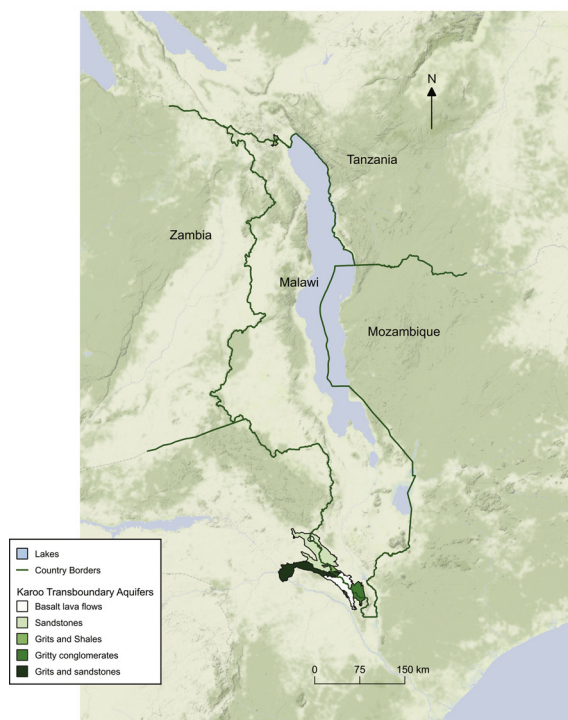 N
Tanzania
Zambia
Malawi
Mozambique
Lakes
Country Borders
Karoo Transboundary Aquifers
Basalt lava flows
Sandstones
Grits and Shales
Gritty conglomerates
Grits and sandstones
0 75 150 km